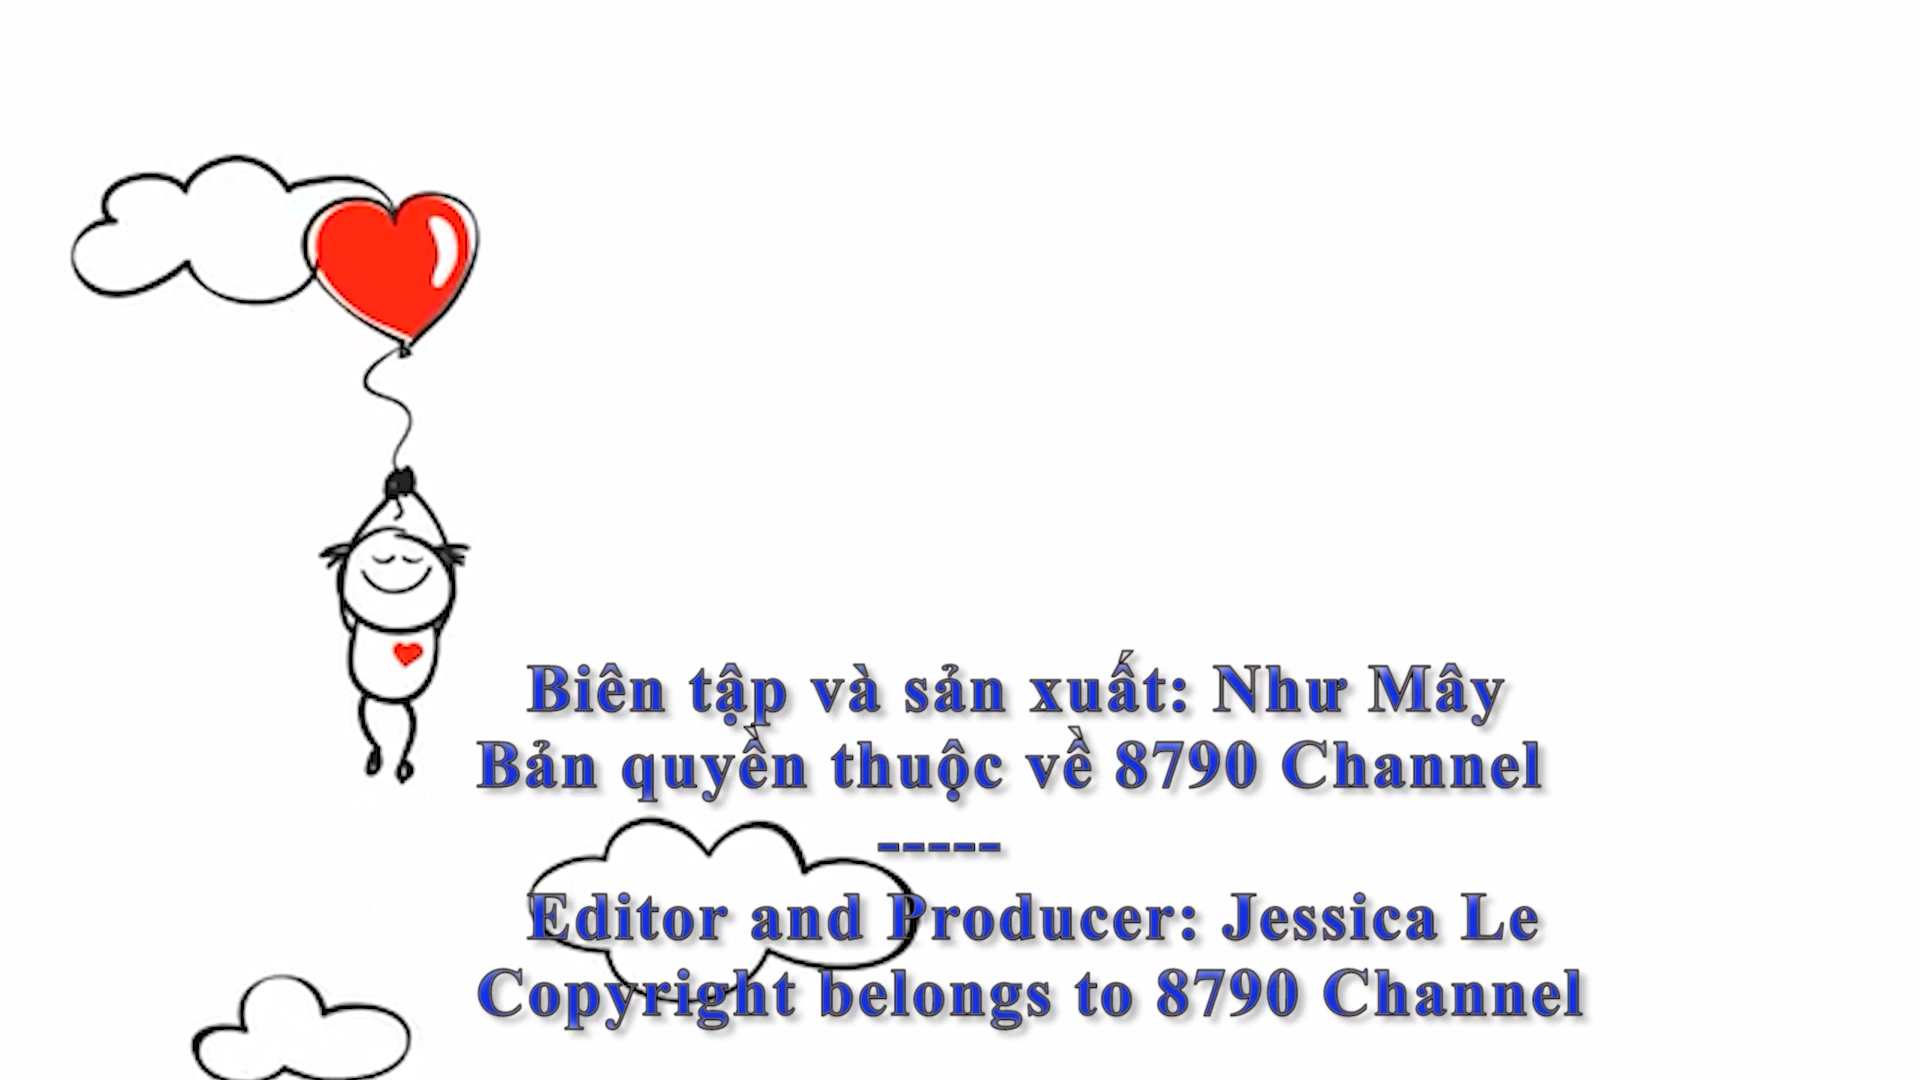 Biên tập và sản xuất: Như Mây
Bản quyền thuộc về 8790 Channel
-----
Editor and Producer: Jessica Le
Copyright belongs to 8790 Channel